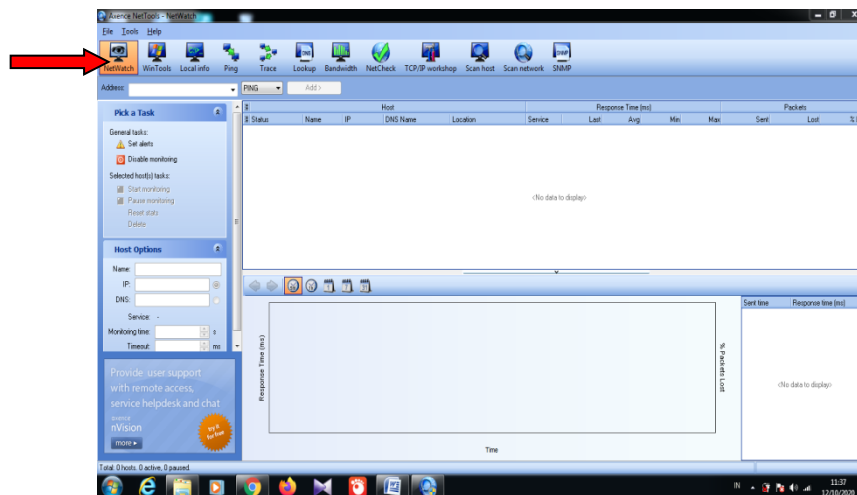 Axence NetTools - NetWatch
File Tools Help
NetWatch WinTools Local info Ping Trace Lookup Bandwidth NetCheck TCP/IP workshop Scan host Scan network SNMP
Address: PING Add >
Pick a Task
General tasks:
Set alerts
Disable monitoring
Selected host(s) tasks:
Start monitoring
Pause monitoring
Reset stats
Delete
Host Options
Name:
IP:
DNS:
Service: -
Monitoring time: s
Timeout: ms
Provide user support
with remote access,
service helpdesk and chat
axence
nVision
Try it
for free
more
Host Response Time (ms) Packets
Status Name IP DNS Name Location Service Last Avg Min Max Sent Lost %
<No data to display>
Response Time (ms)
% Packets Lost
Time
Sent time Response time (ms)
<No data to display>
Total: 0 hosts. 0 active, 0 paused.
IN 11:37
12/10/2020